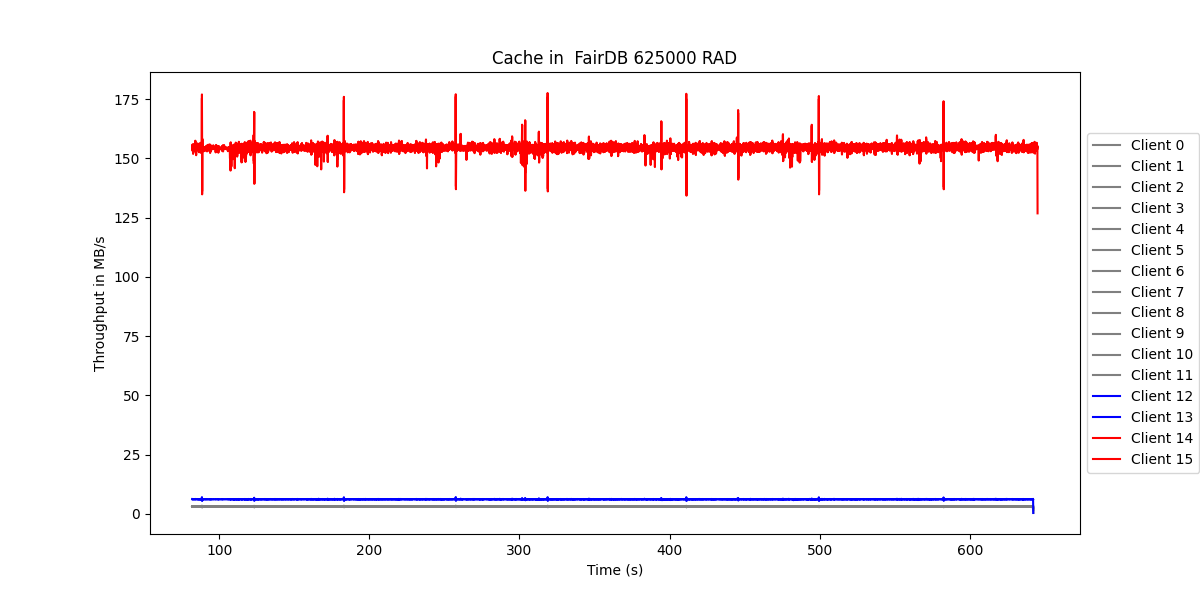 Cache in  FairDB 625000 RAD
Throughput in MB/s
175
150
125
100
75
50
25
0
100
200
300
400
500
600
Time (s)
Client 0
Client 1
Client 2
Client 3
Client 4
Client 5
Client 6
Client 7
Client 8
Client 9
Client 10
Client 11
Client 12
Client 13
Client 14
Client 15